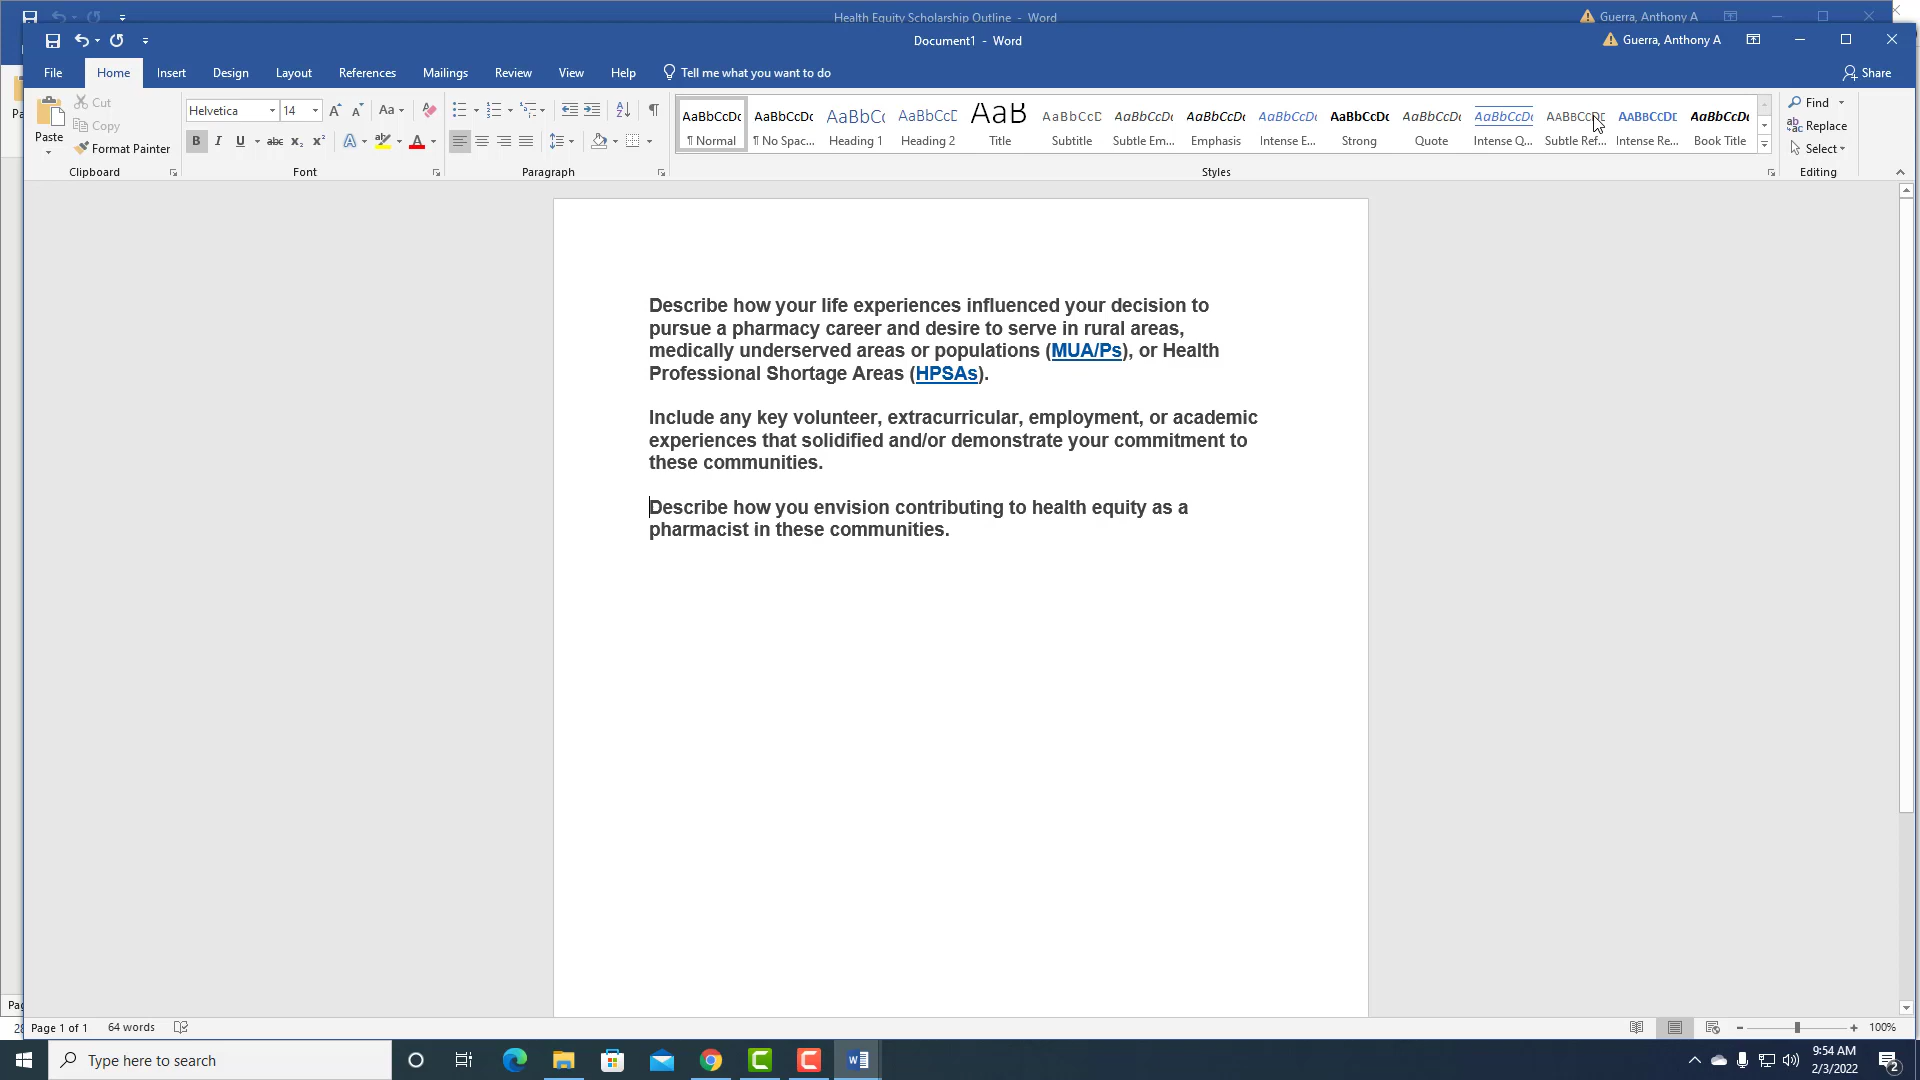 Health Equity Scholarship Outline - Word
Guerra, Anthony A
Document1 - Word
Guerra, Anthony A
File Home Insert Design Layout References Mailings Review View Help Tell me what you want to do
Share
Paste
Cut
Copy
Format Painter
Clipboard
Helvetica 14
Font
Paragraph
AaBbCcDc AaBbCcDc AaBbCc AaBbCcE AaB AaBbCcD AaBbCcDc AaBbCcDc AaBbCcDc AaBbCcDc AaBbCcDc AaBbCcDc AABBCCDE AABBCCDE AaBbCcDc
¶ Normal ¶ No Spac... Heading 1 Heading 2 Title Subtitle Subtle Em... Emphasis Intense E... Strong Quote Intense Q... Subtle Ref... Intense Re... Book Title
Styles
Find
Replace
Select
Editing
Describe how your life experiences influenced your decision to
pursue a pharmacy career and desire to serve in rural areas,
medically underserved areas or populations (MUA/Ps), or Health
Professional Shortage Areas (HPSAs).
Include any key volunteer, extracurricular, employment, or academic
experiences that solidified and/or demonstrate your commitment to
these communities.
Describe how you envision contributing to health equity as a
pharmacist in these communities.
Page 1 of 1 64 words
100%
Type here to search
9:54 AM
2/3/2022
2